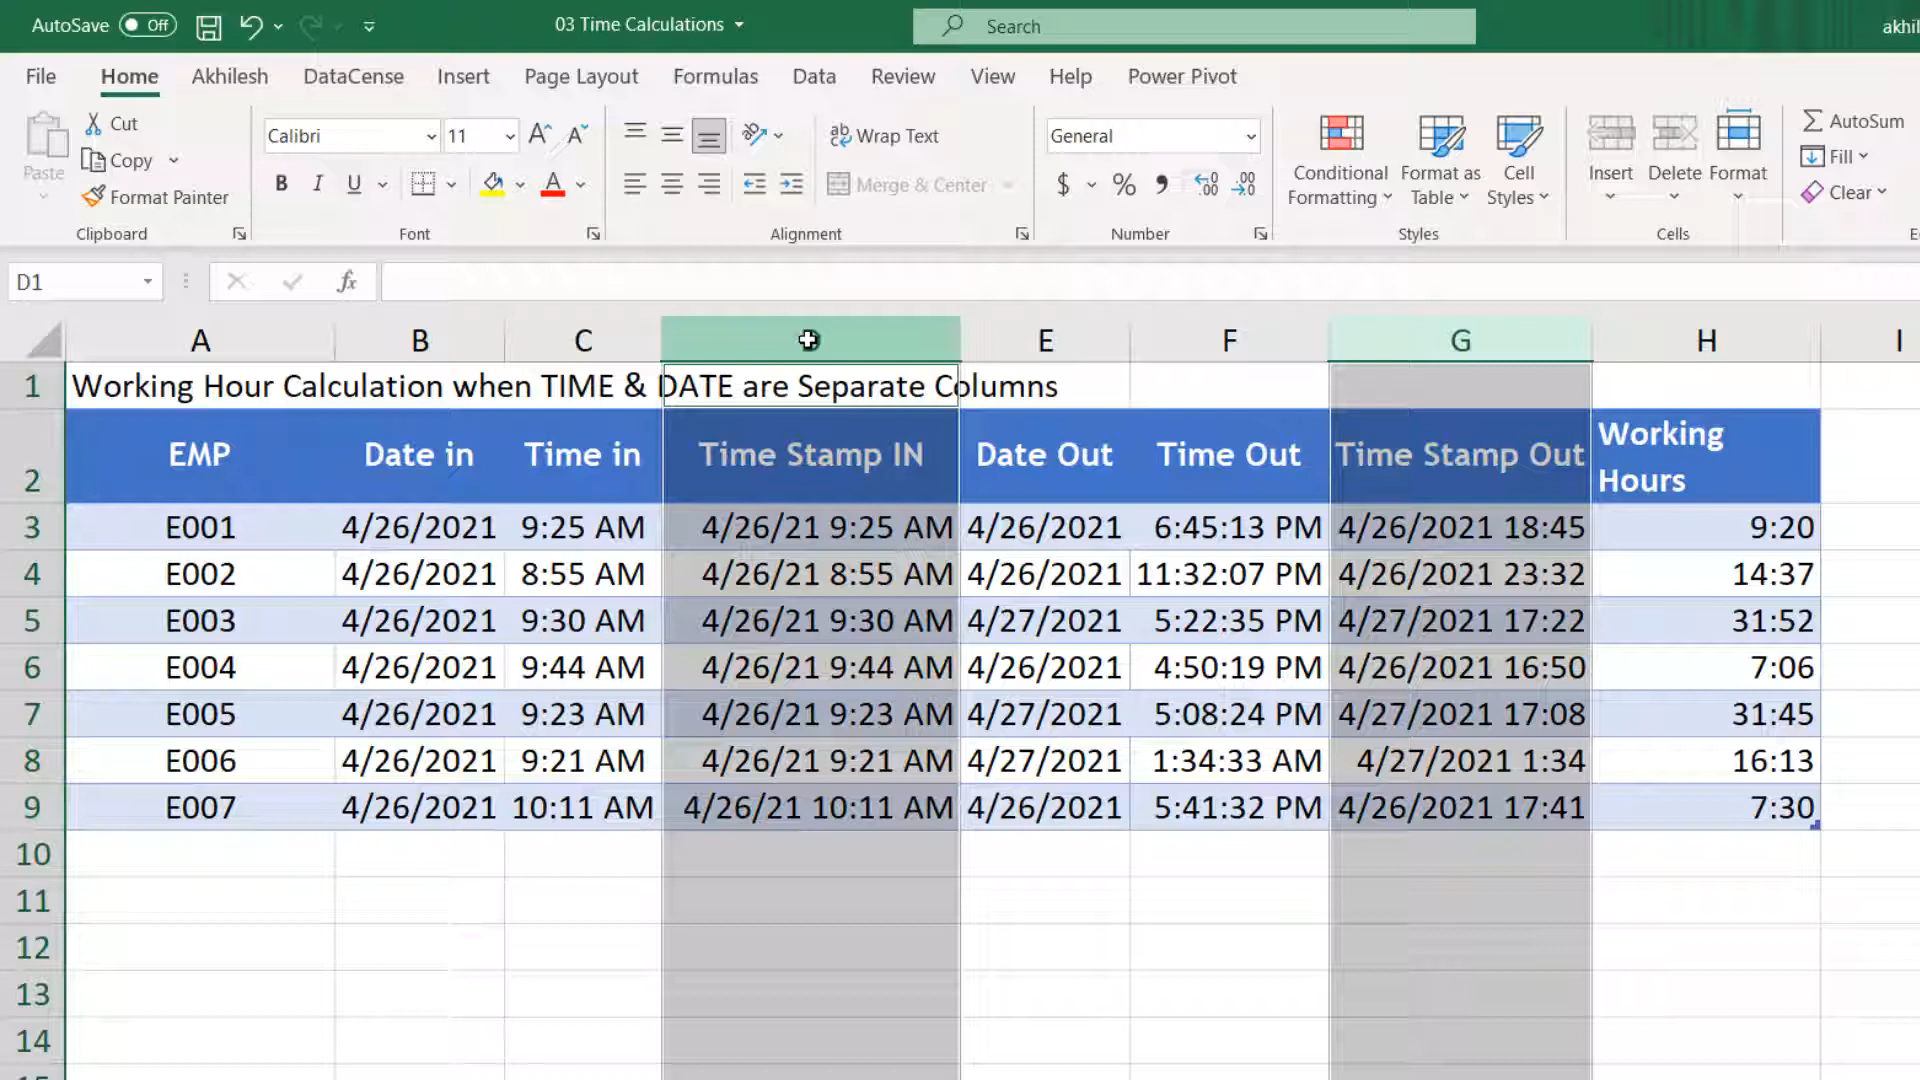 AutoSave Off 03 Time Calculations Search akhil
File Home Akhilesh DataCense Insert Page Layout Formulas Data Review View Help Power Pivot
Paste Cut Copy Format Painter Clipboard
Calibri 11 B I U A Font
ab Wrap Text Merge & Center Alignment
General $ % Number
Conditional Formatting Format as Table Cell Styles Styles
Insert Delete Format Cells
AutoSum Fill Clear
D1 fx
A B C E F G H I
1 Working Hour Calculation when TIME & DATE are Separate Columns
2 EMP Date in Time in Time Stamp IN Date Out Time Out Time Stamp Out Working Hours
3 E001 4/26/2021 9:25 AM 4/26/21 9:25 AM 4/26/2021 6:45:13 PM 4/26/2021 18:45 9:20
4 E002 4/26/2021 8:55 AM 4/26/21 8:55 AM 4/26/2021 11:32:07 PM 4/26/2021 23:32 14:37
5 E003 4/26/2021 9:30 AM 4/26/21 9:30 AM 4/27/2021 5:22:35 PM 4/27/2021 17:22 31:52
6 E004 4/26/2021 9:44 AM 4/26/21 9:44 AM 4/26/2021 4:50:19 PM 4/26/2021 16:50 7:06
7 E005 4/26/2021 9:23 AM 4/26/21 9:23 AM 4/27/2021 5:08:24 PM 4/27/2021 17:08 31:45
8 E006 4/26/2021 9:21 AM 4/26/21 9:21 AM 4/27/2021 1:34:33 AM 4/27/2021 1:34 16:13
9 E007 4/26/2021 10:11 AM 4/26/21 10:11 AM 4/26/2021 5:41:32 PM 4/26/2021 17:41 7:30
10
11
12
13
14